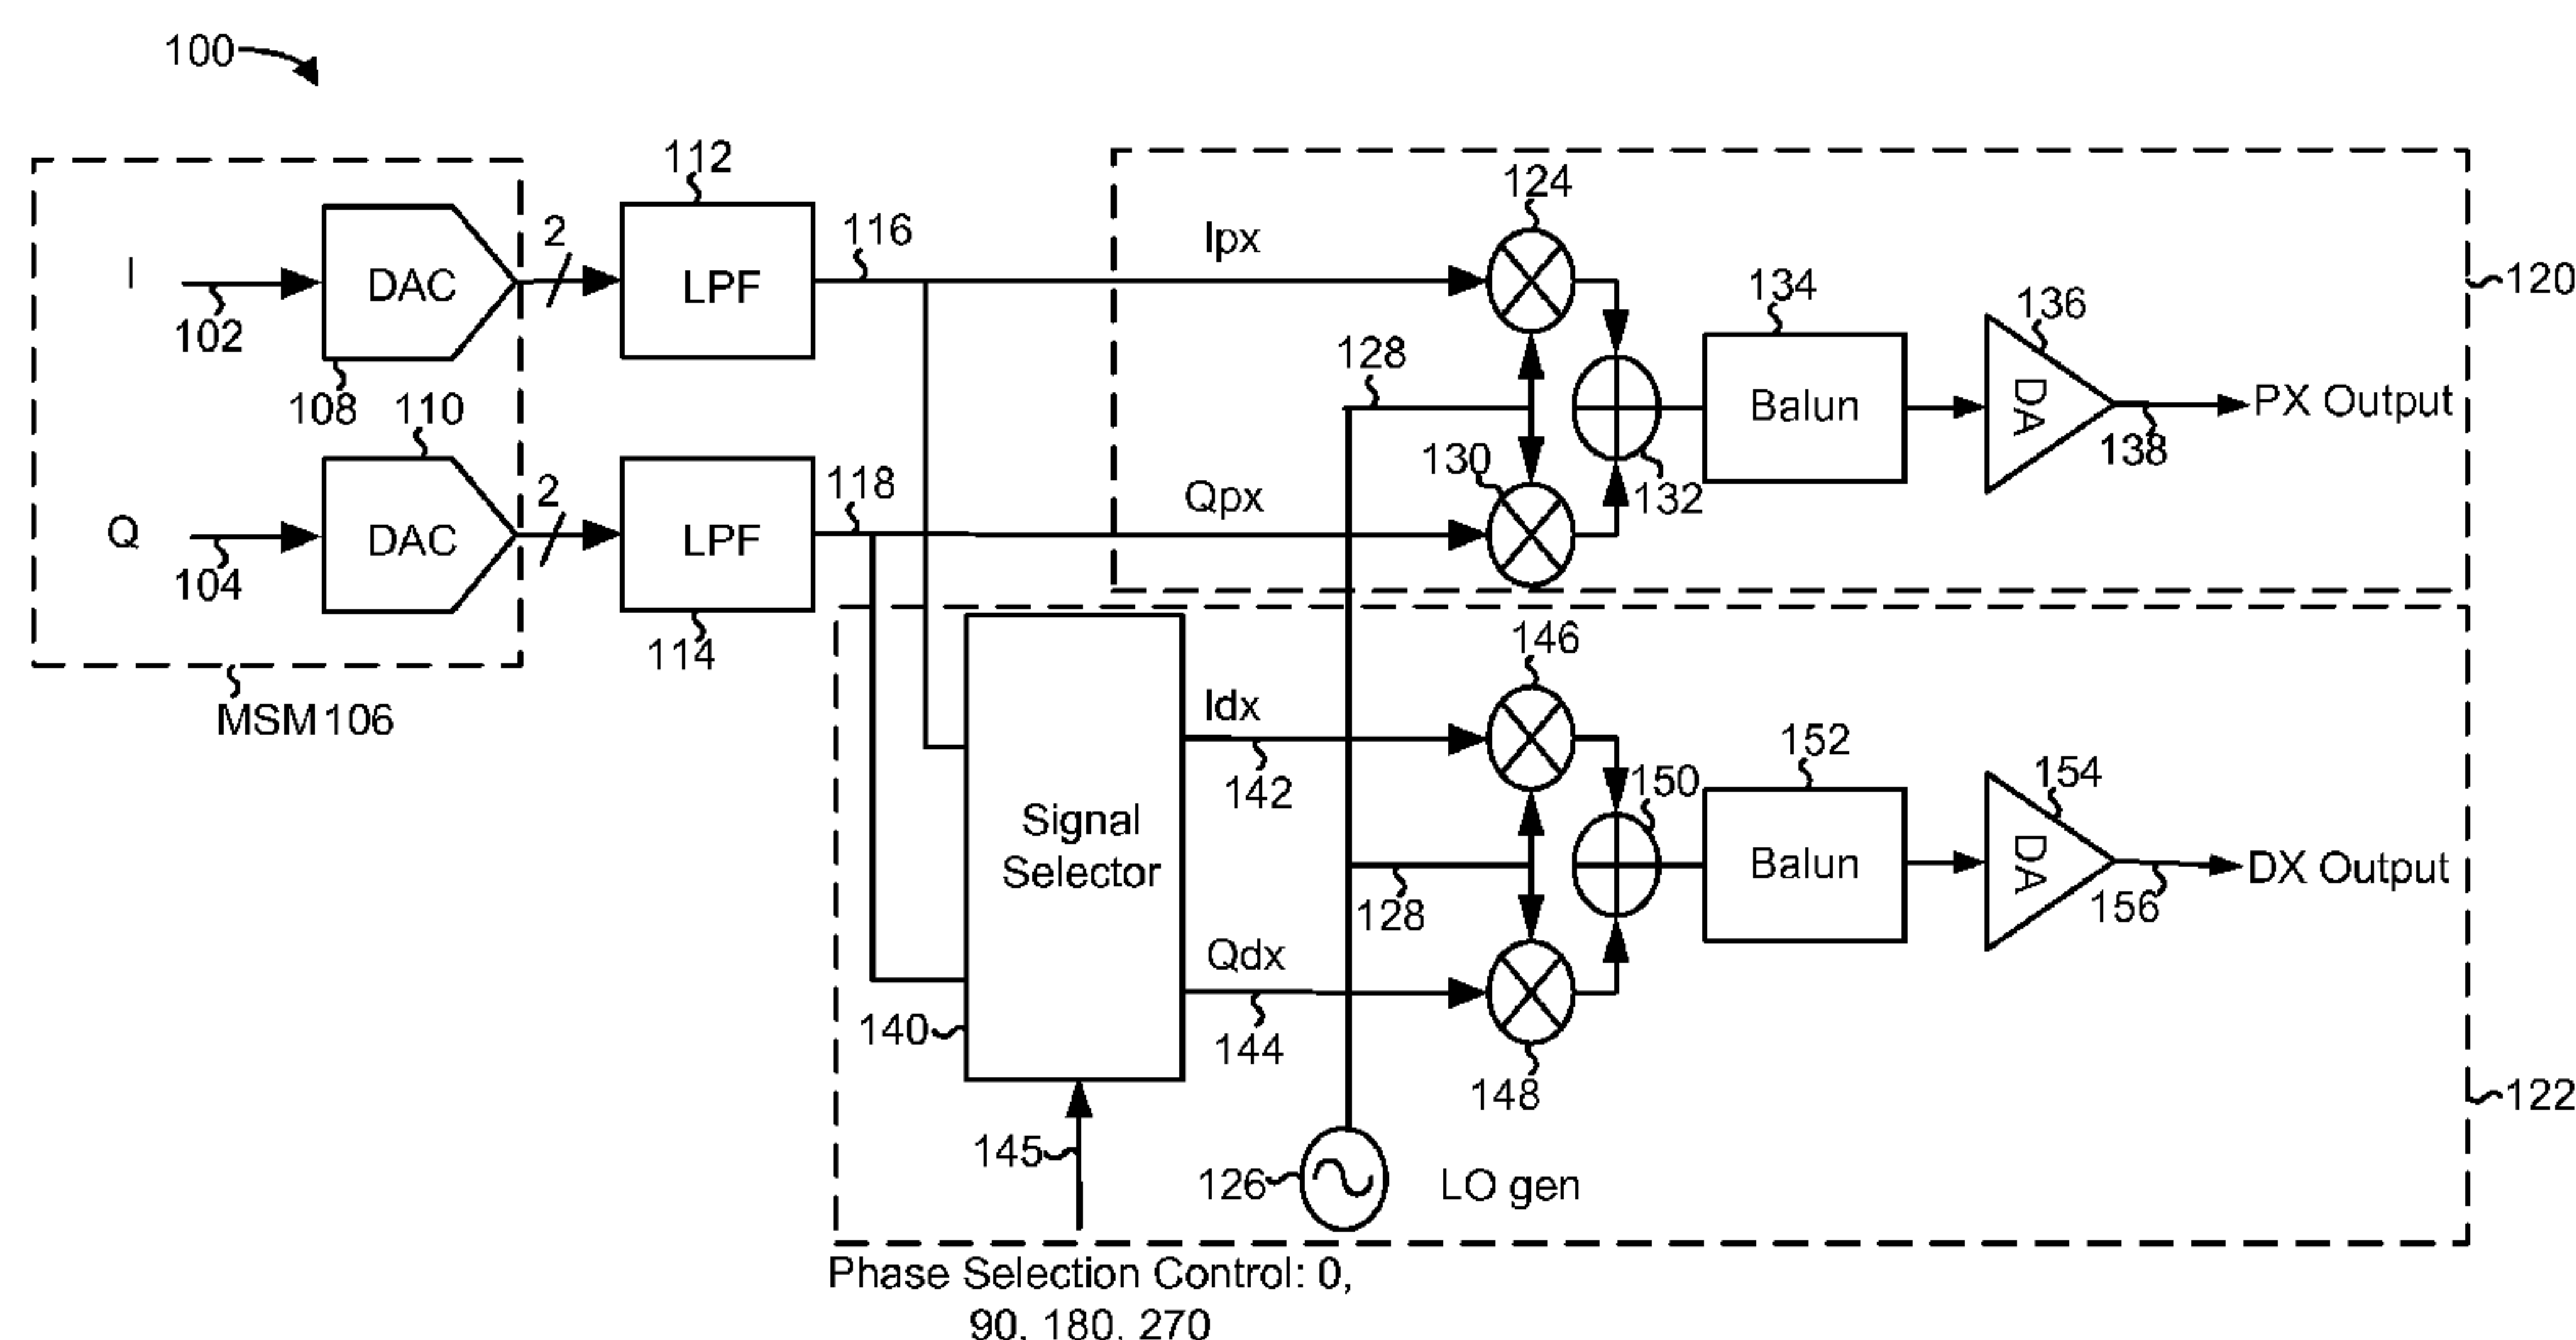 100
112
124
I
102
DAC
108
2
LPF
116
Ipx
134
136
120
128
Balun
DA
PX Output
138
110
Q
104
DAC
2
LPF
114
118
Qpx
130
132
MSM 106
146
Idx
142
150
152
154
Signal
Selector
128
Balun
DA
DX Output
156
Qdx
140
144
148
122
145
126
LO gen
Phase Selection Control: 0,
90, 180, 270